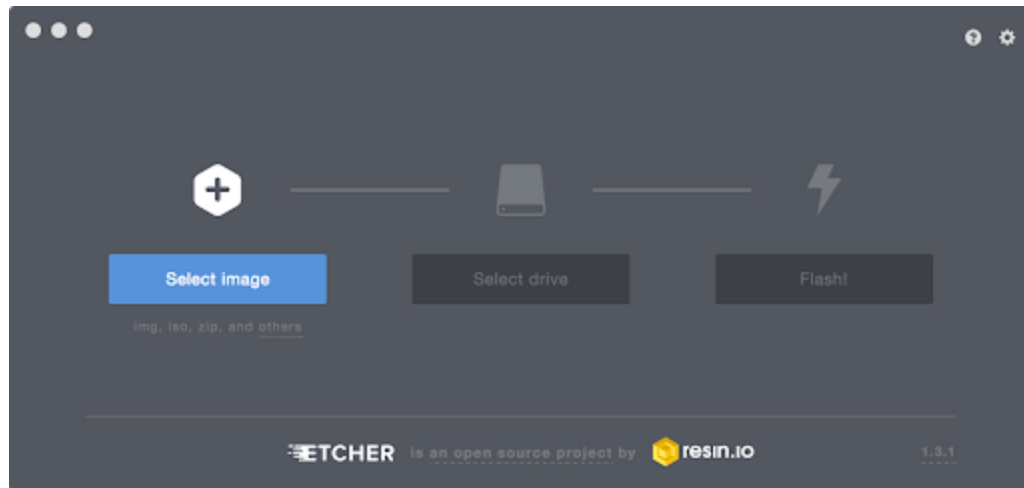 Select image
Select drive
Flash!
img, iso, zip, and others
ETCHER is an open source project by resin.io
1.3.1